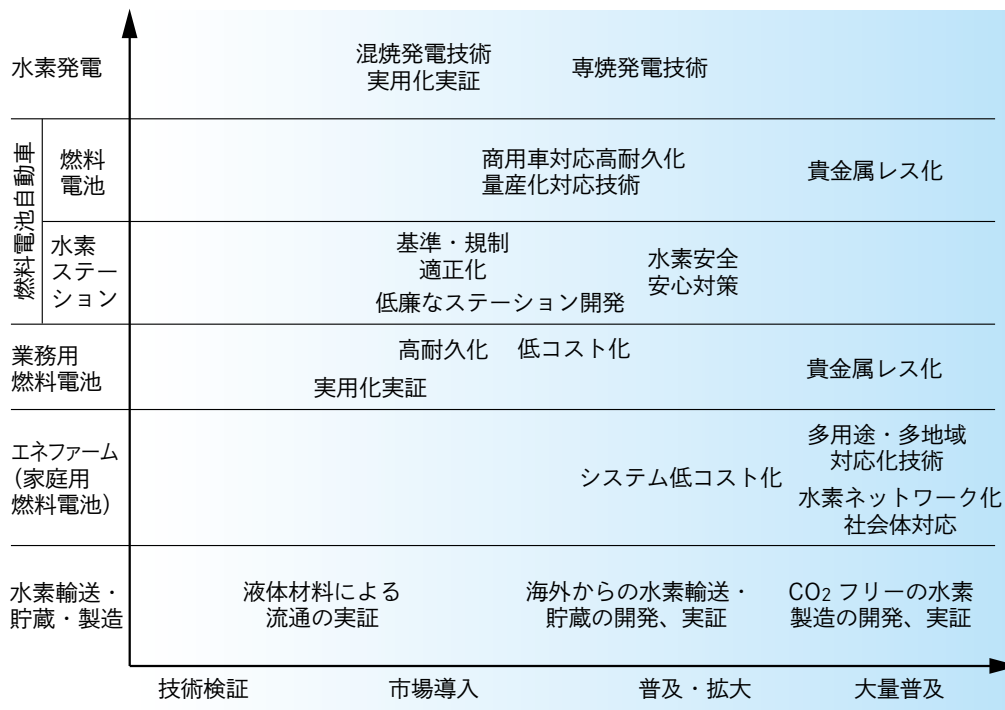 水素発電
混焼発電技術
実用化実証
専焼発電技術
燃料電池自動車
燃料
電池
商用車対応高耐久化
量産化対応技術
貴金属レス化
水素
ステー
ション
基準・規制
適正化
低廉なステーション開発
水素安全
安心対策
業務用
燃料電池
高耐久化 低コスト化
実用化実証
貴金属レス化
エネファーム
(家庭用
燃料電池)
システム低コスト化
多用途・多地域
対応化技術
水素ネットワーク化
社会体対応
水素輸送・
貯蔵・製造
液体材料による
流通の実証
海外からの水素輸送・
貯蔵の開発、実証
CO2 フリーの水素
製造の開発、実証
技術検証 市場導入 普及・拡大 大量普及